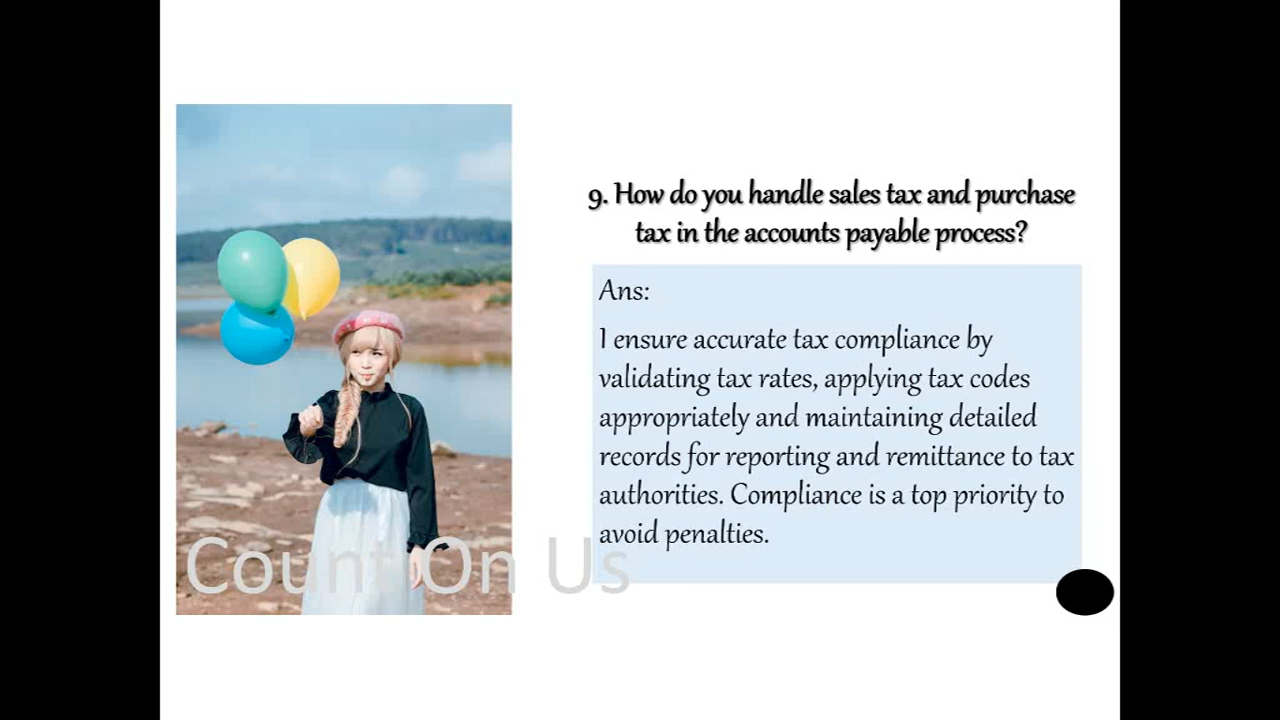 9. How do you handle sales tax and purchase
tax in the accounts payable process?
Ans:
I ensure accurate tax compliance by
validating tax rates, applying tax codes
appropriately and maintaining detailed
records for reporting and remittance to tax
authorities. Compliance is a top priority to
avoid penalties.
Count On Us